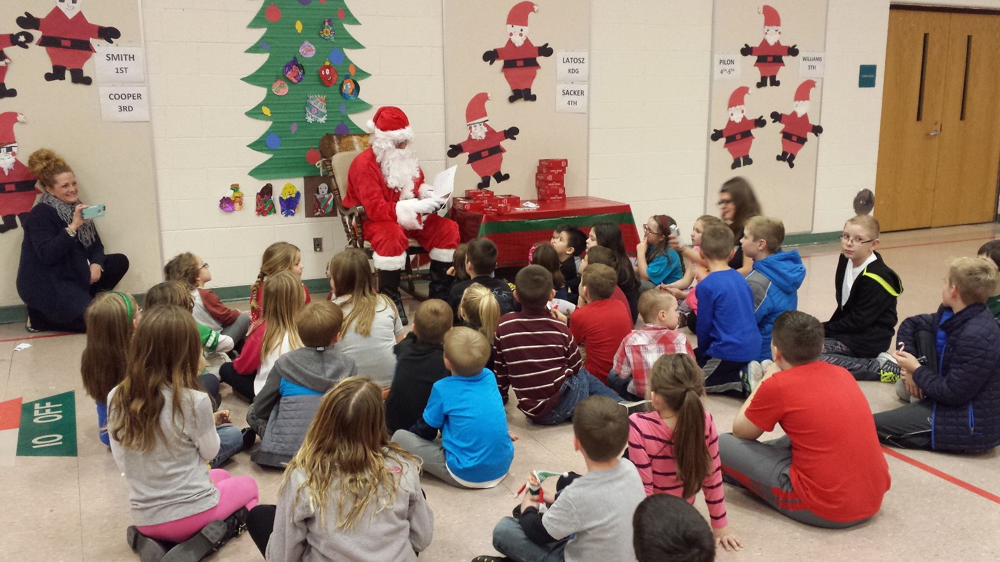 SMITH
1ST
COOPER
3RD
LATOSZ
KDG
SACKER
4TH
PILON
4TH-5TH
WILLIAMS
5TH
10 OFF